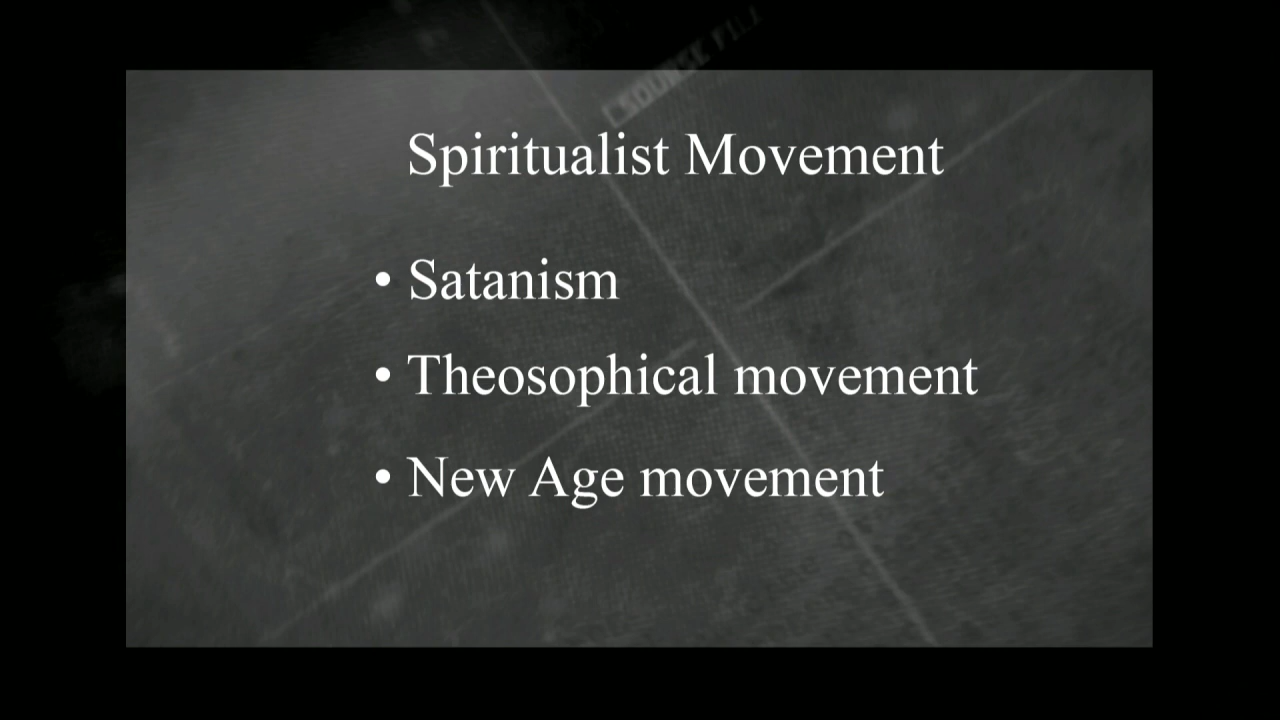 Spiritualist Movement
• Satanism
• Theosophical movement
• New Age movement